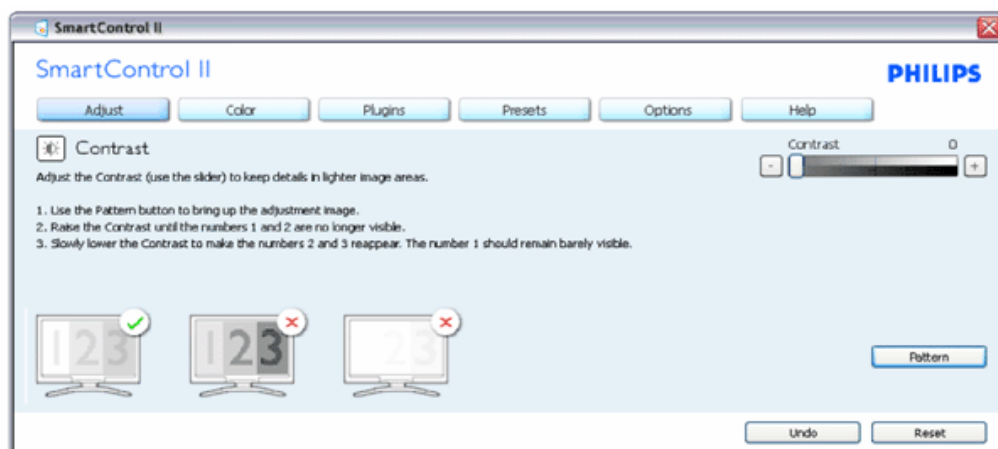 SmartControl II
SmartControl II
PHILIPS
Adjust Color Plugins Presets Options Help
Contrast
Contrast 0
- +
Adjust the Contrast (use the slider) to keep details in lighter image areas.
1. Use the Pattern button to bring up the adjustment image.
2. Raise the Contrast until the numbers 1 and 2 are no longer visible.
3. Slowly lower the Contrast to make the numbers 2 and 3 reappear. The number 1 should remain barely visible.
123 123 23
Pattern
Undo Reset